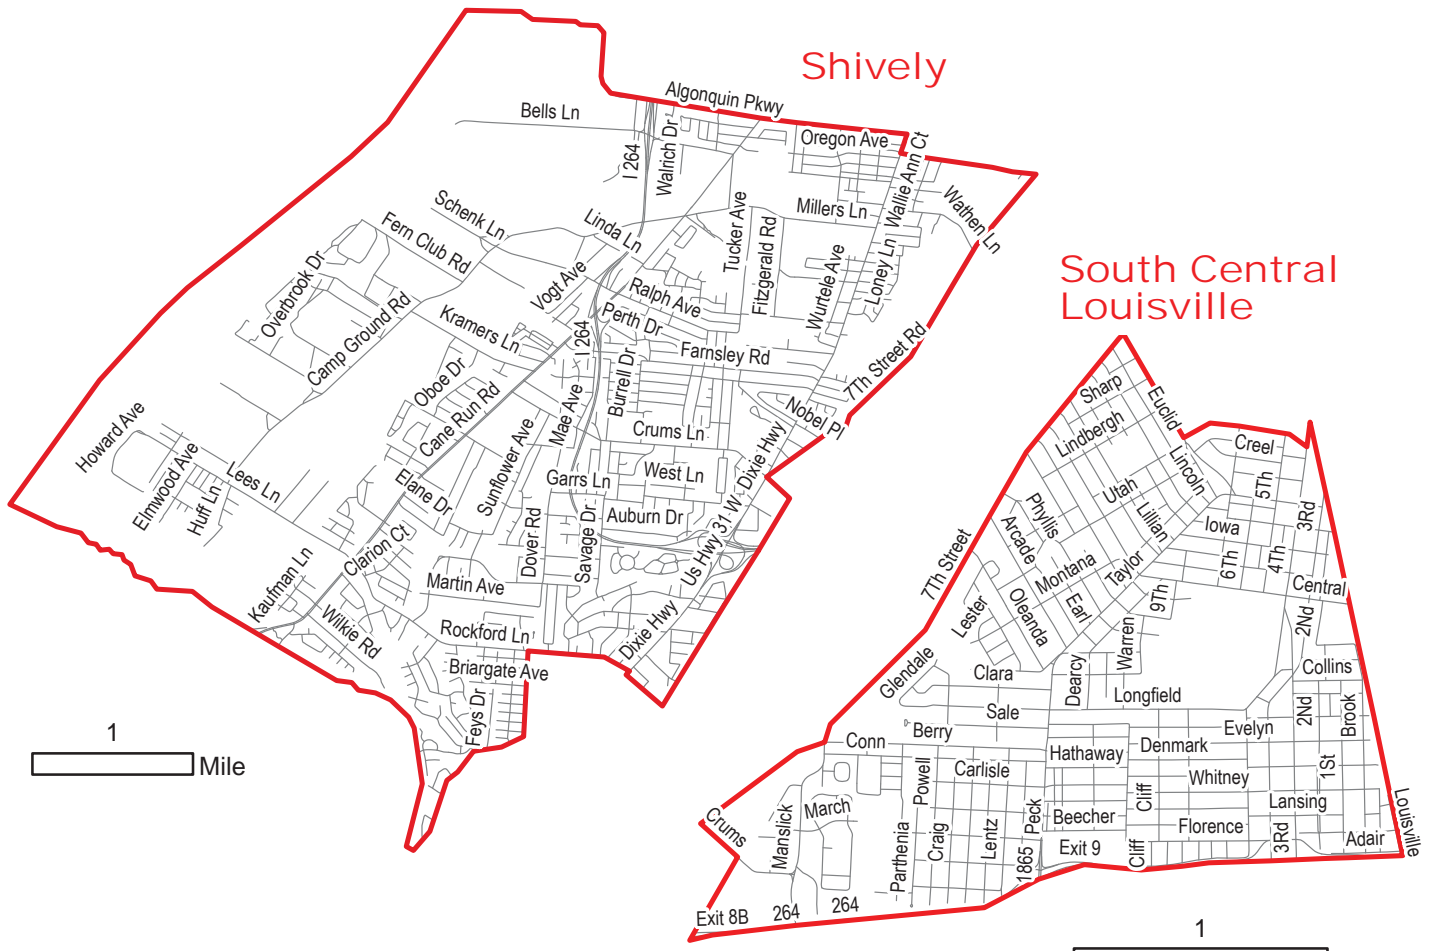 Shively
Algonquin Pkwy
Bells Ln
Oregon Ave
I 264
Walrich Dr
Wallie Ann Ct
Wathen Ln
Millers Ln
Schenk Ln
Linda Ln
Fern Club Rd
Tucker Ave
Fitzgerald Rd
Loney Ln
Wurtele Ave
Overbrook Dr
Vogt Ave
Ralph Ave
Perth Dr
Camp Ground Rd
Kramers Ln
I 264
Farnsley Rd
7Th Street Rd
Oboe Dr
Burrell Dr
Cane Run Rd
Mae Ave
Nobel Pl
Howard Ave
Elmwood Ave
Huff Ln
Lees Ln
Sunflower Ave
Crums Ln
West Ln
Garrs Ln
Elane Dr
Auburn Dr
Us Hwy 31 W- Dixie Hwy
Dover Rd
Savage Dr
Clarion Ct
Kaufman Ln
Martin Ave
Wilkie Rd
Rockford Ln
Dixie Hwy
Briargate Ave
Feys Dr
1
Mile
South Central
Louisville
Sharp
Euclid
Lindbergh
Lincoln
Creel
5Th
3Rd
Utah
Phyllis
Arcade
Lillian
Iowa
6Th
4Th
7Th Street
Montana
Taylor
Central
Lester
Oleanda
Earl
9Th
2Nd
Warren
Glendale
Clara
Dearcy
Longfield
Collins
Sale
2Nd
Brook
Berry
Evelyn
Conn
Hathaway
Denmark
Powell
Carlisle
Whitney
1St
Cliff
March
Manslick
Peck
Beecher
Lansing
Louisville
Crums
Craig
Lentz
Florence
3Rd
Adair
Parthenia
1865
Exit 9
Cliff
Exit 8B
264
264
1